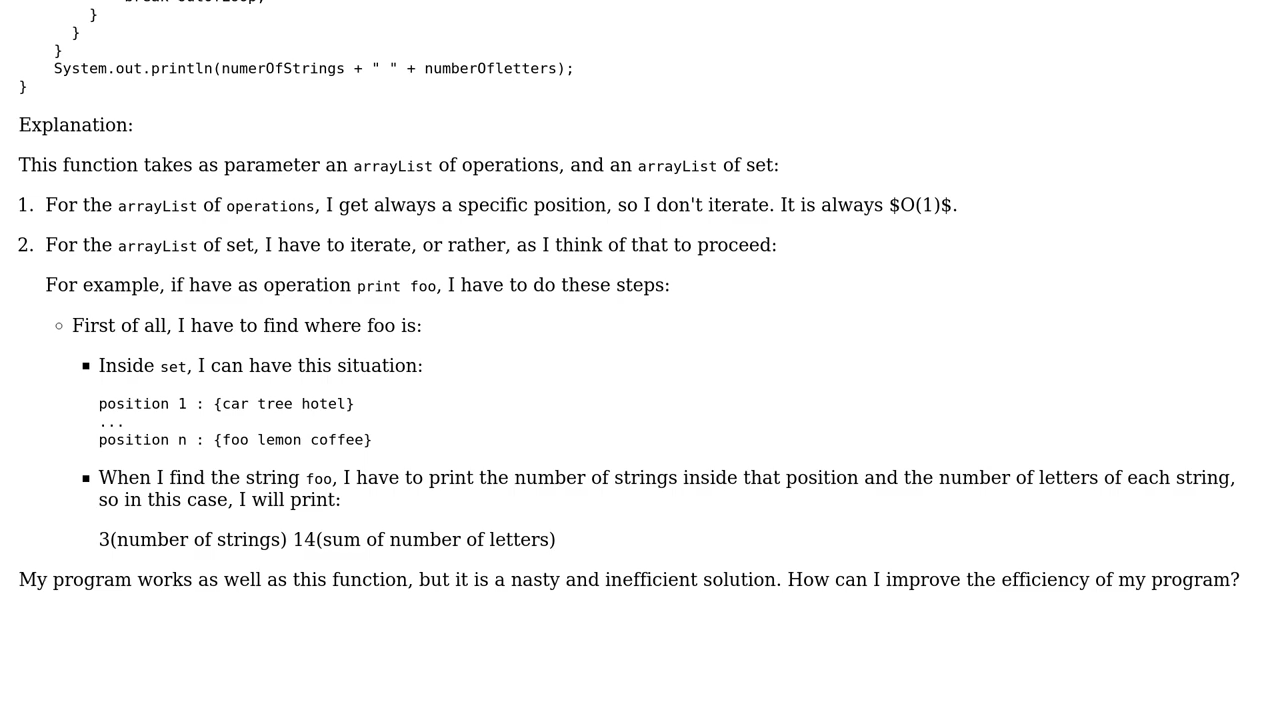 }
}
}
System.out.println(numerOfStrings + " " + numberOfletters);
}
Explanation:
This function takes as parameter an arrayList of operations, and an arrayList of set:
1. For the arrayList of operations, I get always a specific position, so I don't iterate. It is always $O(1)$.
2. For the arrayList of set, I have to iterate, or rather, as I think of that to proceed:
For example, if have as operation print foo, I have to do these steps:
◦ First of all, I have to find where foo is:
▪ Inside set, I can have this situation:
position 1 : {car tree hotel}
...
position n : {foo lemon coffee}
▪ When I find the string foo, I have to print the number of strings inside that position and the number of letters of each string,
so in this case, I will print:
3(number of strings) 14(sum of number of letters)
My program works as well as this function, but it is a nasty and inefficient solution. How can I improve the efficiency of my program?